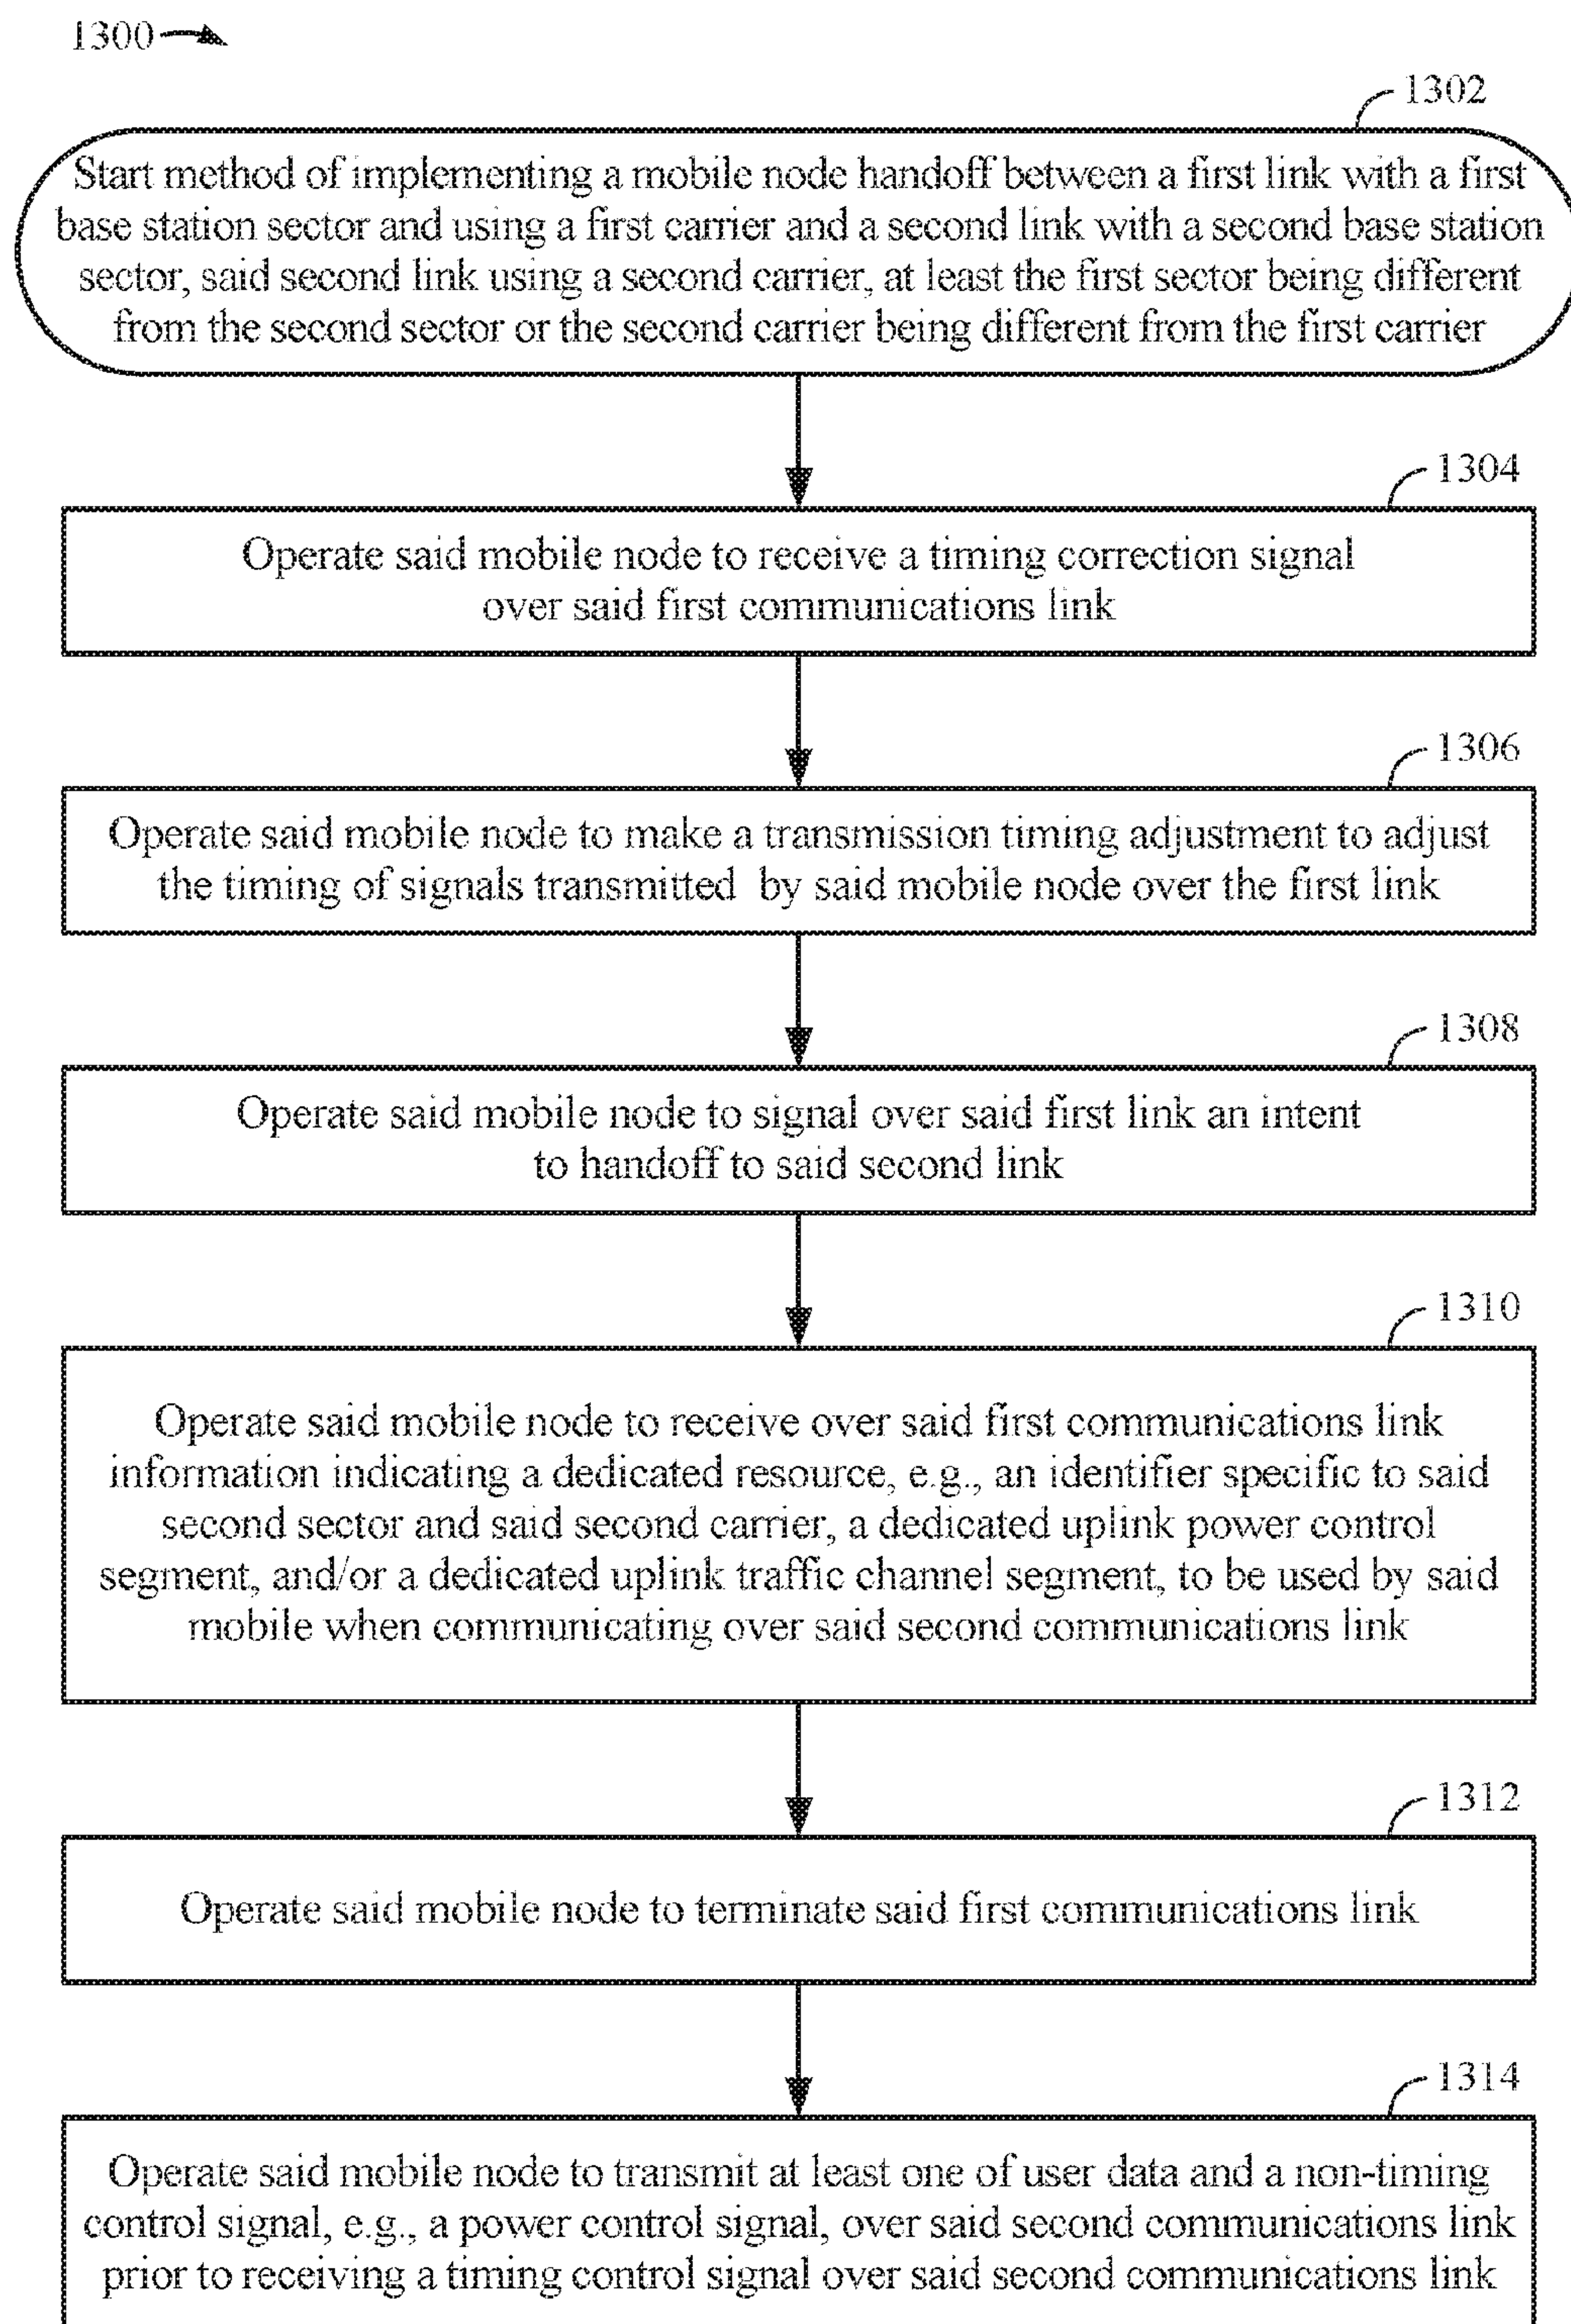 1300
1302
Start method of implementing a mobile node handoff between a first link with a first
base station sector and using a first carrier and a second link with a second base station
sector, said second link using a second carrier, at least the first sector being different
from the second sector or the second carrier being different from the first carrier
1304
Operate said mobile node to receive a timing correction signal
over said first communications link
1306
Operate said mobile node to make a transmission timing adjustment to adjust
the timing of signals transmitted by said mobile node over the first link
1308
Operate said mobile node to signal over said first link an intent
to handoff to said second link
1310
Operate said mobile node to receive over said first communications link
information indicating a dedicated resource, e.g., an identifier specific to said
second sector and said second carrier, a dedicated uplink power control
segment, and/or a dedicated uplink traffic channel segment, to be used by said
mobile when communicating over said second communications link
1312
Operate said mobile node to terminate said first communications link
1314
Operate said mobile node to transmit at least one of user data and a non-timing
control signal, e.g., a power control signal, over said second communications link
prior to receiving a timing control signal over said second communications link